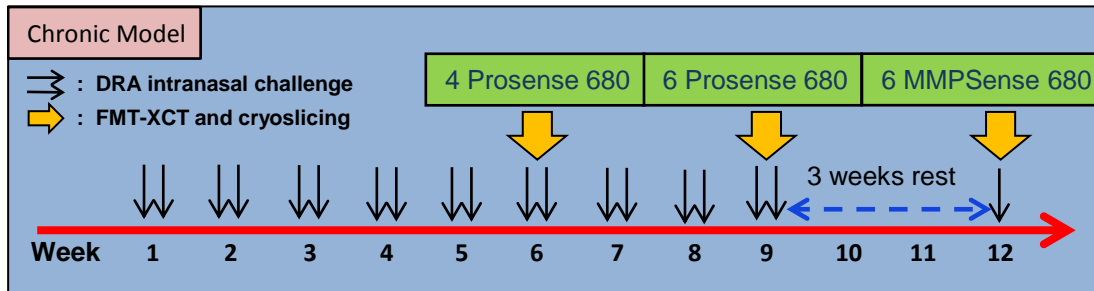 Chronic Model
: DRA intranasal challenge
: FMT-XCT and cryoslicing
4 Prosense 680 6 Prosense 680 6 MMPSense 680
3 weeks rest
Week 1 2 3 4 5 6 7 8 9 10 11 12